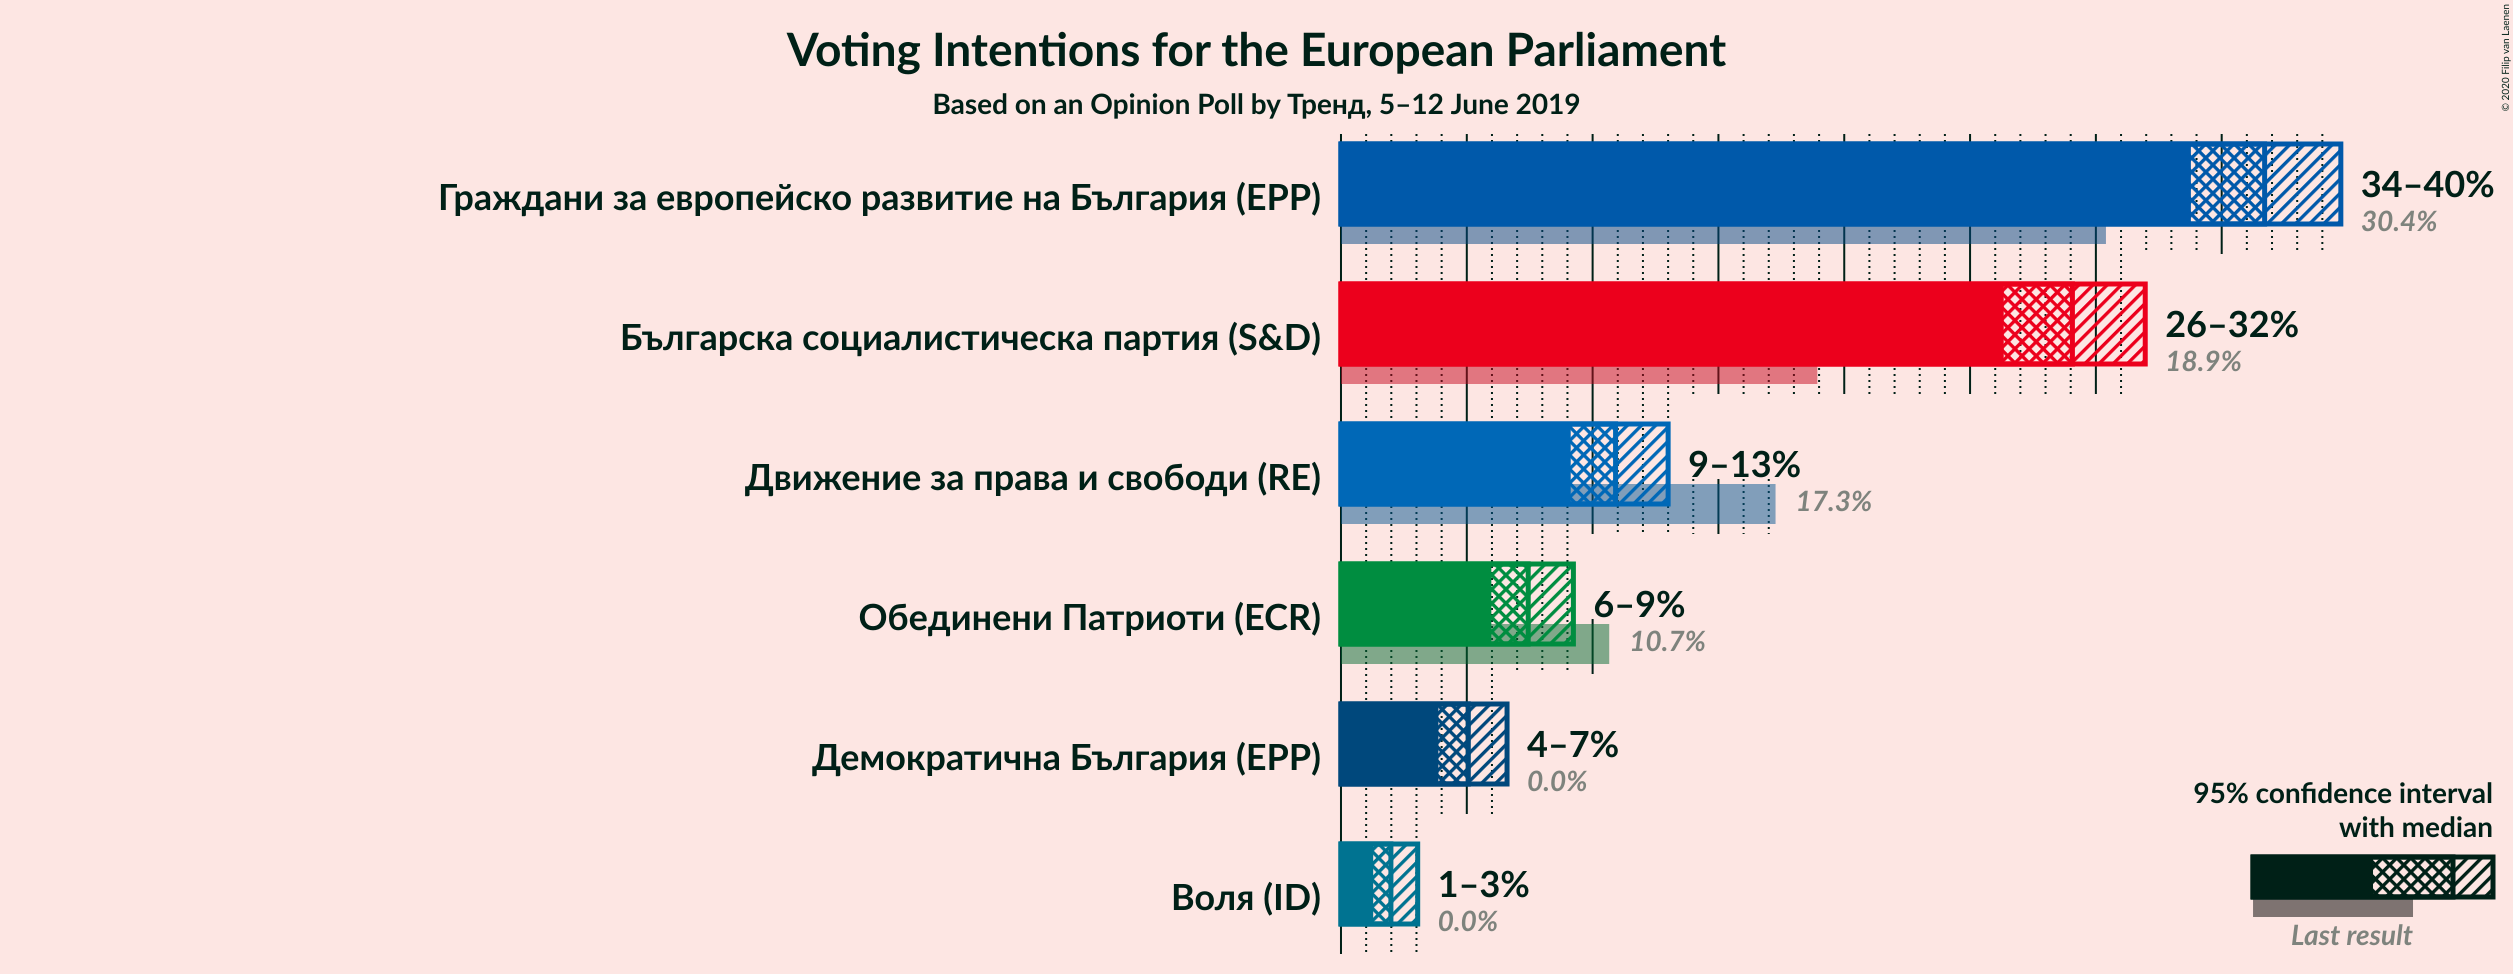 Voting Intentions for the European Parliament
Based on an Opinion Poll by Тренд, 5–12 June 2019
© 2020 Filip van Laenen
Граждани за европейско развитие на България (EPP)
34–40%
30.4%
Българска социалистическа партия (S&D)
26–32%
18.9%
Движение за права и свободи (RE)
9–13%
17.3%
Обединени Патриоти (ECR)
6–9%
10.7%
Демократична България (EPP)
4–7%
0.0%
Воля (ID)
1–3%
0.0%
95% confidence interval
with median
Last result